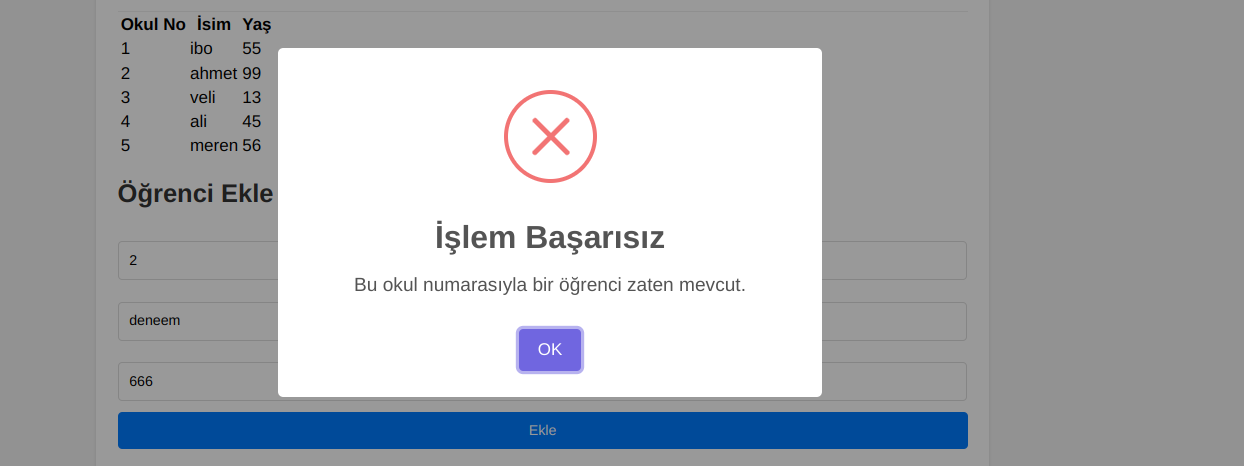 Okul No İsim Yaş
1 ibo 55
2 ahmet 99
3 veli 13
4 ali 45
5 meren 56
Öğrenci Ekle
İşlem Başarısız
2
Bu okul numarasıyla bir öğrenci zaten mevcut.
deneem
OK
666
Ekle